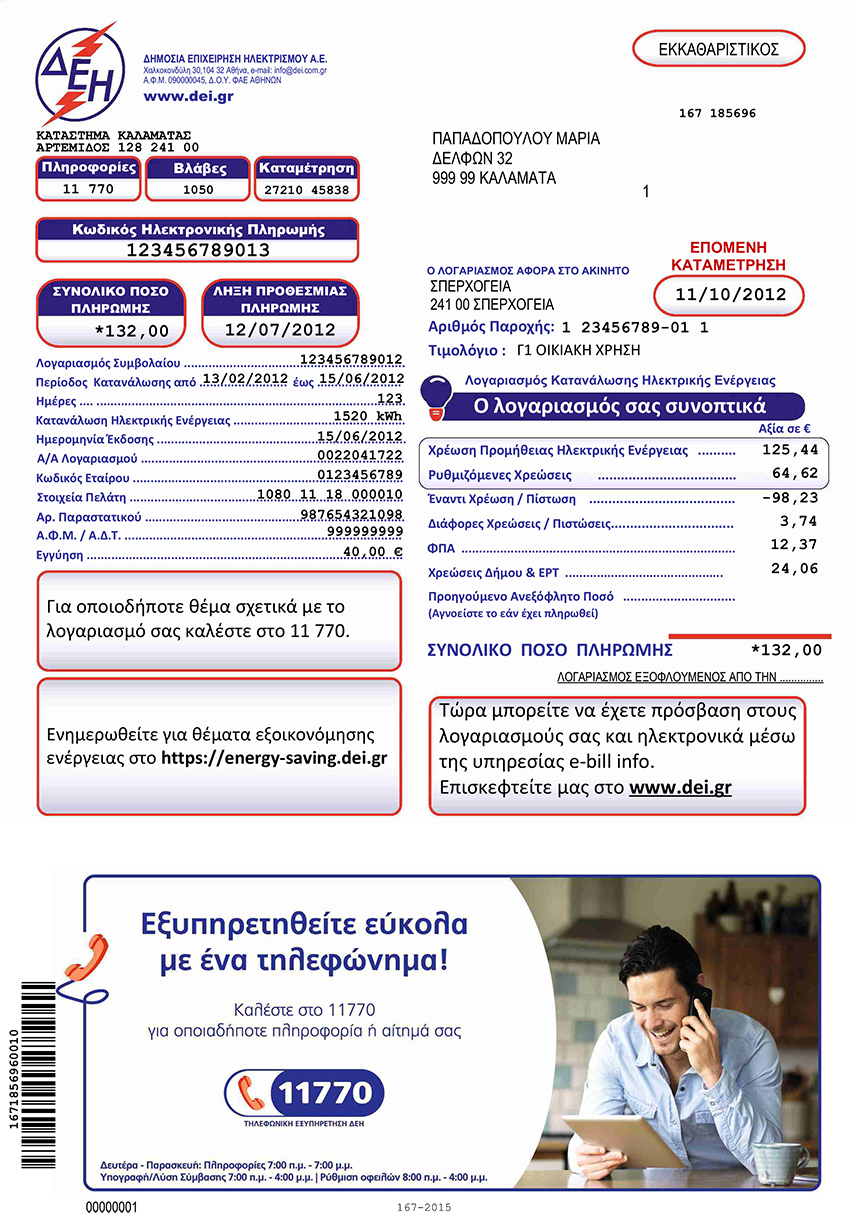 ΔΕΗ
ΔΗΜΟΣΙΑ ΕΠΙΧΕΙΡΗΣΗ ΗΛΕΚΤΡΙΣΜΟΥ Α.Ε.
Χαλκοκονδύλη 30,104 32 Αθήνα, e-mail: info@dei.com.gr
Α.Φ.Μ. 090000045, Δ.Ο.Υ. ΦΑΕ ΑΘΗΝΩΝ
www.dei.gr
ΕΚΚΑΘΑΡΙΣΤΙΚΟΣ
167 185696
ΚΑΤΑΣΤΗΜΑ ΚΑΛΑΜΑΤΑΣ
ΑΡΤΕΜΙΔΟΣ 128 241 00
Πληροφορίες Βλάβες Καταμέτρηση
11 770 1050 27210 45838
ΠΑΠΑΔΟΠΟΥΛΟΥ ΜΑΡΙΑ
ΔΕΛΦΩΝ 32
999 99 ΚΑΛΑΜΑΤΑ
1
Κωδικός Ηλεκτρονικής Πληρωμής
123456789013
ΣΥΝΟΛΙΚΟ ΠΟΣΟ
ΠΛΗΡΩΜΗΣ
*132,00
ΛΗΞΗ ΠΡΟΘΕΣΜΙΑΣ
ΠΛΗΡΩΜΗΣ
12/07/2012
Ο ΛΟΓΑΡΙΑΣΜΟΣ ΑΦΟΡΑ ΣΤΟ ΑΚΙΝΗΤΟ
ΣΠΕΡΧΟΓΕΙΑ
241 00 ΣΠΕΡΧΟΓΕΙΑ
ΕΠΟΜΕΝΗ
ΚΑΤΑΜΕΤΡΗΣΗ
11/10/2012
Αριθμός Παροχής: 1 23456789-01 1
Τιμολόγιο : Γ1 ΟΙΚΙΑΚΗ ΧΡΗΣΗ
Λογαριασμός Συμβολαίου 123456789012
Περίοδος Κατανάλωσης από 13/02/2012 έως 15/06/2012
Ημέρες .... 123
Κατανάλωση Ηλεκτρικής Ενέργειας 1520 kWh
Ημερομηνία Έκδοσης 15/06/2012
Α/Α Λογαριασμού 0022041722
Κωδικός Εταίρου 0123456789
Στοιχεία Πελάτη 1080 11 18 000010
Αρ. Παραστατικού 987654321098
Α.Φ.Μ. / Α.Δ.Τ. 999999999
Εγγύηση 40,00 €
Λογαριασμός Κατανάλωσης Ηλεκτρικής Ενέργειας
Ο λογαριασμός σας συνοπτικά
Αξία σε €
Χρέωση Προμήθειας Ηλεκτρικής Ενέργειας 125,44
Ρυθμιζόμενες Χρεώσεις 64,62
Έναντι Χρέωση / Πίστωση -98,23
Διάφορες Χρεώσεις / Πιστώσεις 3,74
ΦΠΑ 12,37
Χρεώσεις Δήμου & ΕΡΤ 24,06
Προηγούμενο Ανεξόφλητο Ποσό
(Αγνοείστε το εάν έχει πληρωθεί)
ΣΥΝΟΛΙΚΟ ΠΟΣΟ ΠΛΗΡΩΜΗΣ *132,00
ΛΟΓΑΡΙΑΣΜΟΣ ΕΞΟΦΛΟΥΜΕΝΟΣ ΑΠΟ ΤΗΝ ...............
Για οποιοδήποτε θέμα σχετικά με το
λογαριασμό σας καλέστε στο 11 770.
Ενημερωθείτε για θέματα εξοικονόμησης
ενέργειας στο https://energy-saving.dei.gr
Τώρα μπορείτε να έχετε πρόσβαση στους
λογαριασμούς σας και ηλεκτρονικά μέσω
της υπηρεσίας e-bill info.
Επισκεφτείτε μας στο www.dei.gr
Εξυπηρετηθείτε εύκολα
με ένα τηλεφώνημα!
Καλέστε στο 11770
για οποιαδήποτε πληροφορία ή αίτημά σας
11770
ΤΗΛΕΦΩΝΙΚΗ ΕΞΥΠΗΡΕΤΗΣΗ ΔΕΗ
Δευτέρα - Παρασκευή: Πληροφορίες 7:00 π.μ. - 7:00 μ.μ.
Υπογραφή/Λύση Σύμβασης 7:00 π.μ. - 4:00 μ.μ. | Ρύθμιση οφειλών 8:00 π.μ. - 4:00 μ.μ.
1671856960010
00000001
167-2015